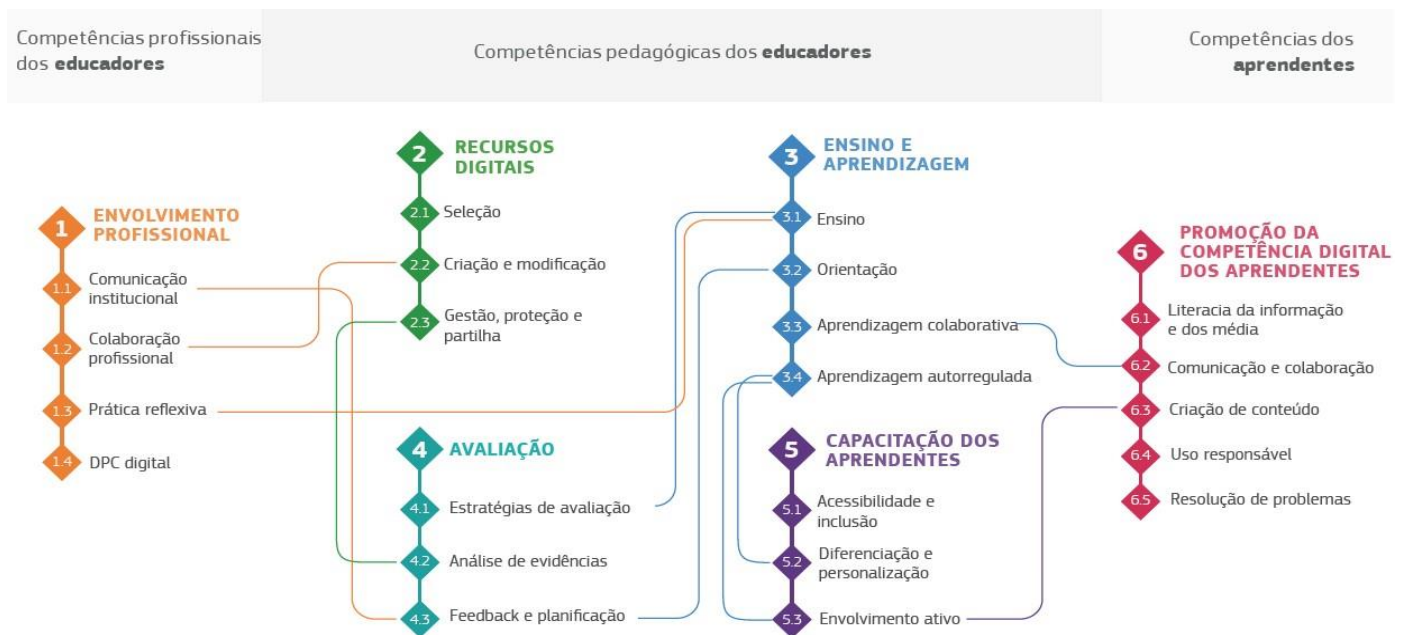 Competências profissionais
dos educadores
Competências pedagógicas dos educadores
Competências dos
aprendentes
1
ENVOLVIMENTO
PROFISSIONAL
1.1
Comunicação
institucional
1.2
Colaboração
profissional
1.3
Prática reflexiva
1.4
DPC digital
2
RECURSOS
DIGITAIS
2.1
Seleção
2.2
Criação e modificação
2.3
Gestão, proteção e
partilha
4
AVALIAÇÃO
4.1
Estratégias de avaliação
4.2
Análise de evidências
4.3
Feedback e planificação
3
ENSINO E
APRENDIZAGEM
3.1
Ensino
3.2
Orientação
3.3
Aprendizagem colaborativa
3.4
Aprendizagem autorregulada
5
CAPACITAÇÃO DOS
APRENDENTES
5.1
Acessibilidade e
inclusão
5.2
Diferenciação e
personalização
5.3
Envolvimento ativo
6
PROMOÇÃO DA
COMPETÊNCIA DIGITAL
DOS APRENDENTES
6.1
Literacia da informação
e dos média
6.2
Comunicação e colaboração
6.3
Criação de conteúdo
6.4
Uso responsável
6.5
Resolução de problemas